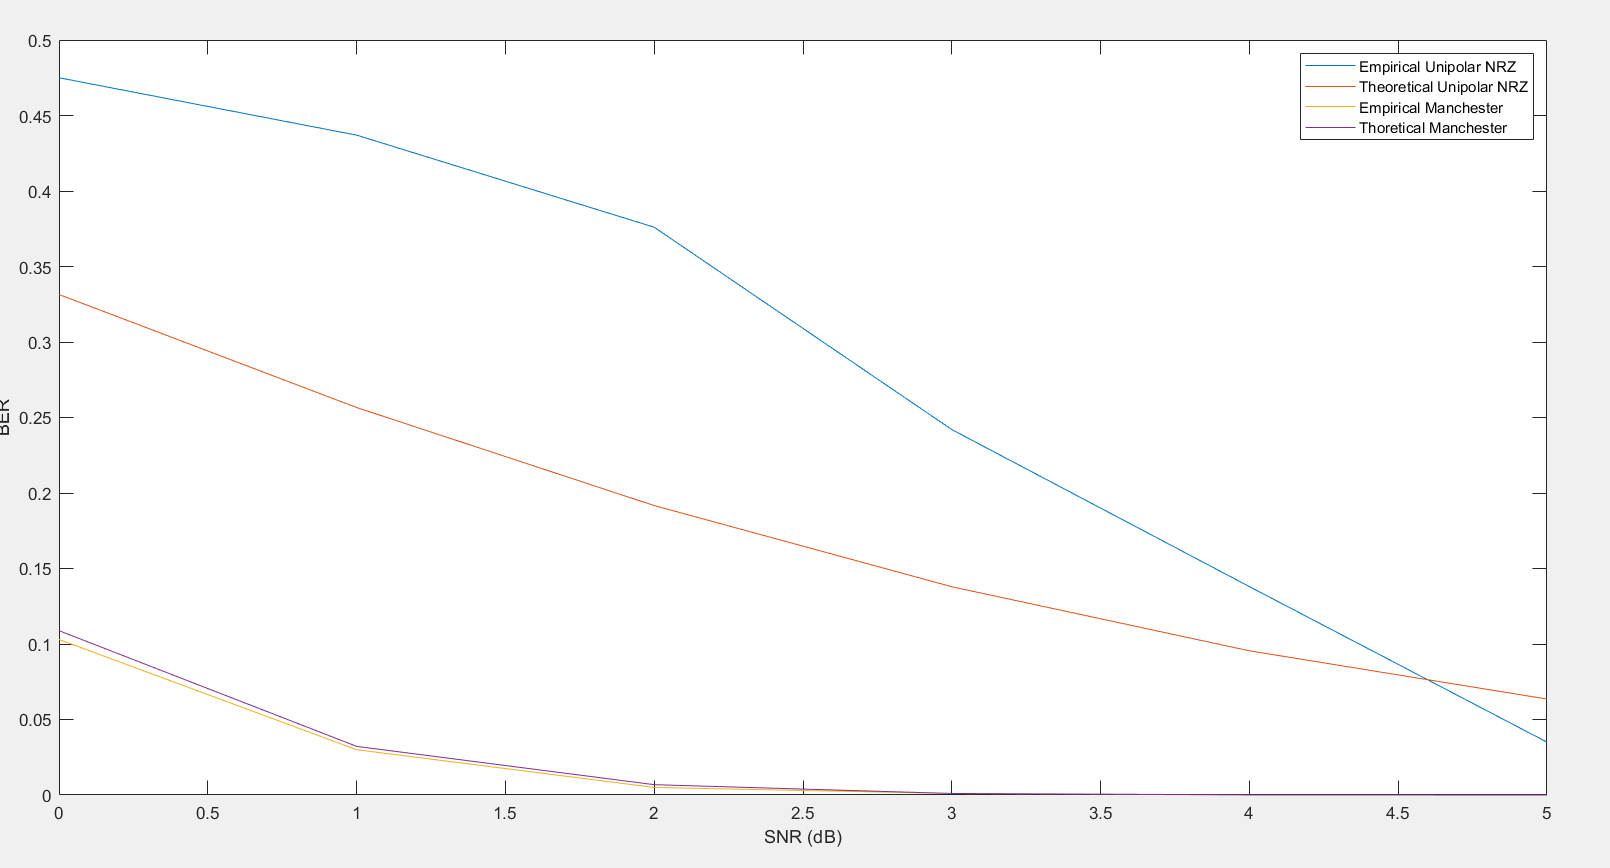 0.5
0.45
0.4
0.35
0.3
0.25
0.2
0.15
0.1
0.05
0
BER
Empirical Unipolar NRZ
Theoretical Unipolar NRZ
Empirical Manchester
Thoretical Manchester
0 0.5 1 1.5 2 2.5 3 3.5 4 4.5 5
SNR (dB)